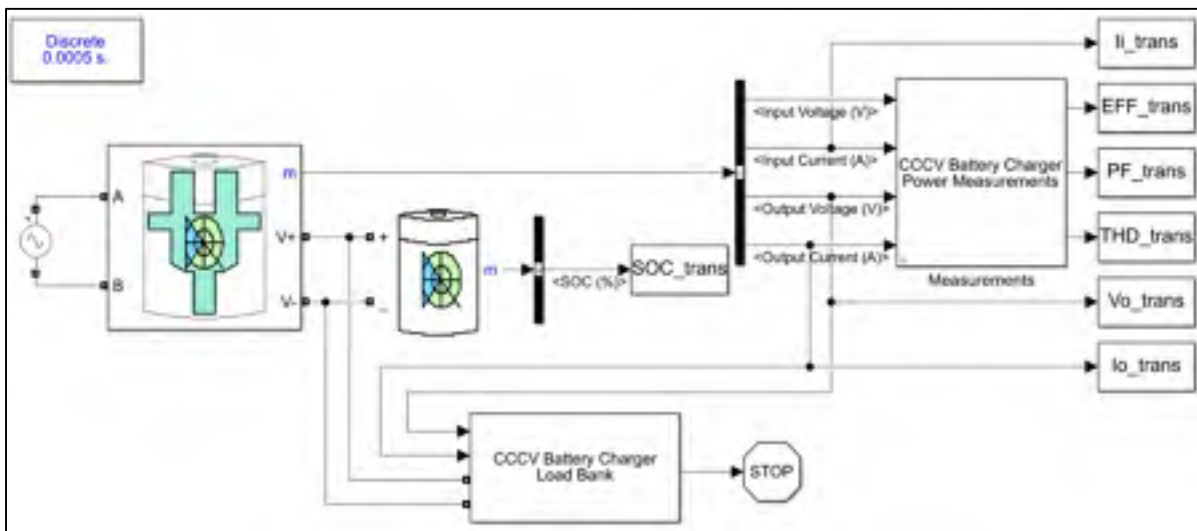 Discrete
0.0005 s.
A
B
m
V+
V-
+
-
m
<SOC (%)>
SOC_trans
<Input Voltage (V)>
<Input Current (A)>
<Output Voltage (V)>
<Output Current (A)>
CCCV Battery Charger
Power Measurements
Measurements
Ii_trans
EFF_trans
PF_trans
THD_trans
Vo_trans
Io_trans
CCCV Battery Charger
Load Bank
STOP